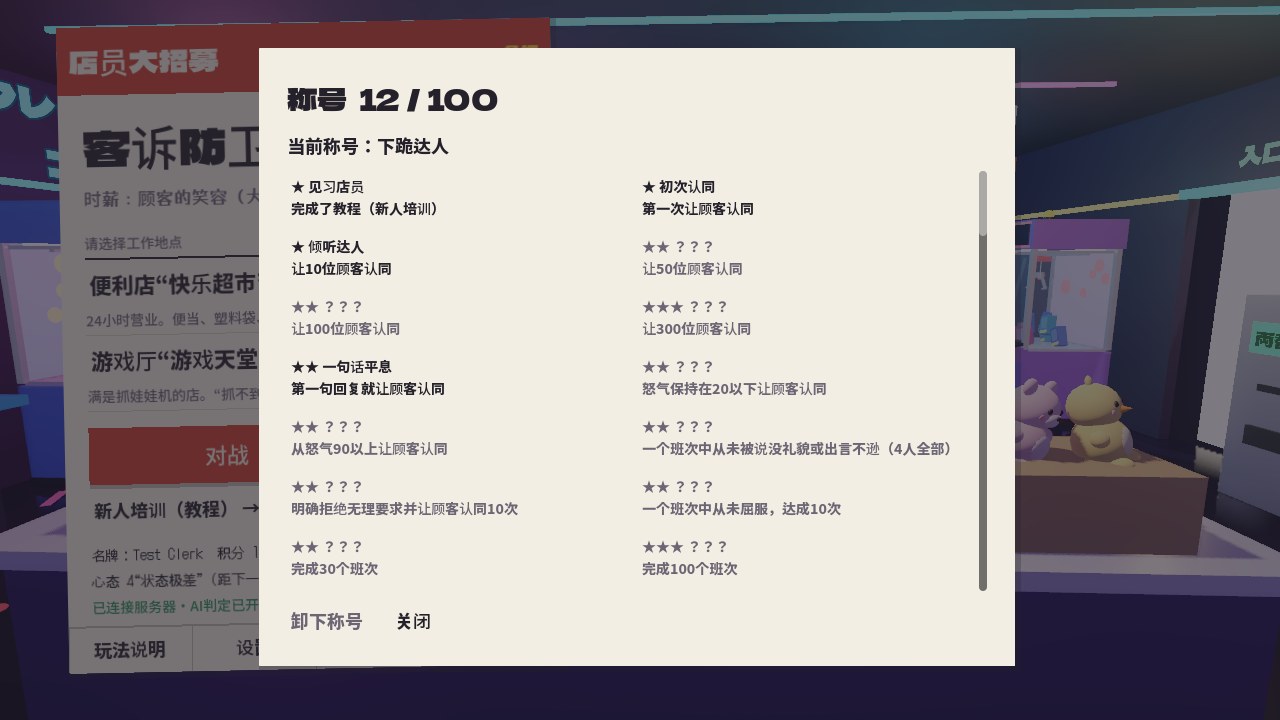 店员大招募
客诉防卫
时薪：顾客的笑容（大
请选择工作地点
便利店“快乐超市
24小时营业。便当、塑料袋
游戏厅“游戏天堂
满是抓娃娃机的店。“抓不到
对战
新人培训（教程） →
名牌：Test Clerk 积分 1
心态 4“状态极差”（距下一
已连接服务器・AI判定已开
玩法说明
称号 12 / 100
当前称号：下跪达人
★ 见习店员
完成了教程（新人培训）
★ 初次认同
第一次让顾客认同
★ 倾听达人
让10位顾客认同
★★ ？？？
让50位顾客认同
★★ ？？？
让100位顾客认同
★★★ ？？？
让300位顾客认同
★★ 一句话平息
第一句回复就让顾客认同
★★ ？？？
怒气保持在20以下让顾客认同
★★ ？？？
从怒气90以上让顾客认同
★★ ？？？
一个班次中从未被说没礼貌或出言不逊（4人全部）
★★ ？？？
明确拒绝无理要求并让顾客认同10次
★★ ？？？
一个班次中从未屈服，达成10次
★★ ？？？
完成30个班次
★★★ ？？？
完成100个班次
卸下称号
关闭
入口